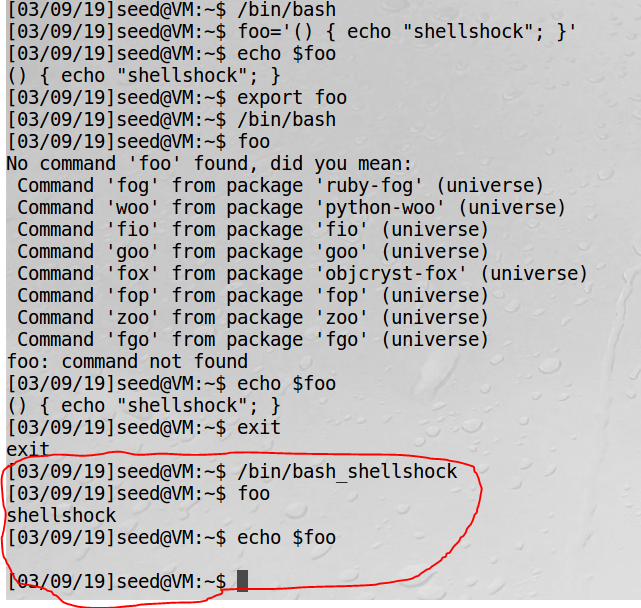 [03/09/19]seed@VM:~$ /bin/bash
[03/09/19]seed@VM:~$ foo='() { echo "shellshock"; }'
[03/09/19]seed@VM:~$ echo $foo
() { echo "shellshock"; }
[03/09/19]seed@VM:~$ export foo
[03/09/19]seed@VM:~$ /bin/bash
[03/09/19]seed@VM:~$ foo
No command 'foo' found, did you mean:
 Command 'fog' from package 'ruby-fog' (universe)
 Command 'woo' from package 'python-woo' (universe)
 Command 'fio' from package 'fio' (universe)
 Command 'goo' from package 'goo' (universe)
 Command 'fox' from package 'objcryst-fox' (universe)
 Command 'fop' from package 'fop' (universe)
 Command 'zoo' from package 'zoo' (universe)
 Command 'fgo' from package 'fgo' (universe)
foo: command not found
[03/09/19]seed@VM:~$ echo $foo
() { echo "shellshock"; }
[03/09/19]seed@VM:~$ exit
exit
[03/09/19]seed@VM:~$ /bin/bash_shellshock
[03/09/19]seed@VM:~$ foo
shellshock
[03/09/19]seed@VM:~$ echo $foo

[03/09/19]seed@VM:~$